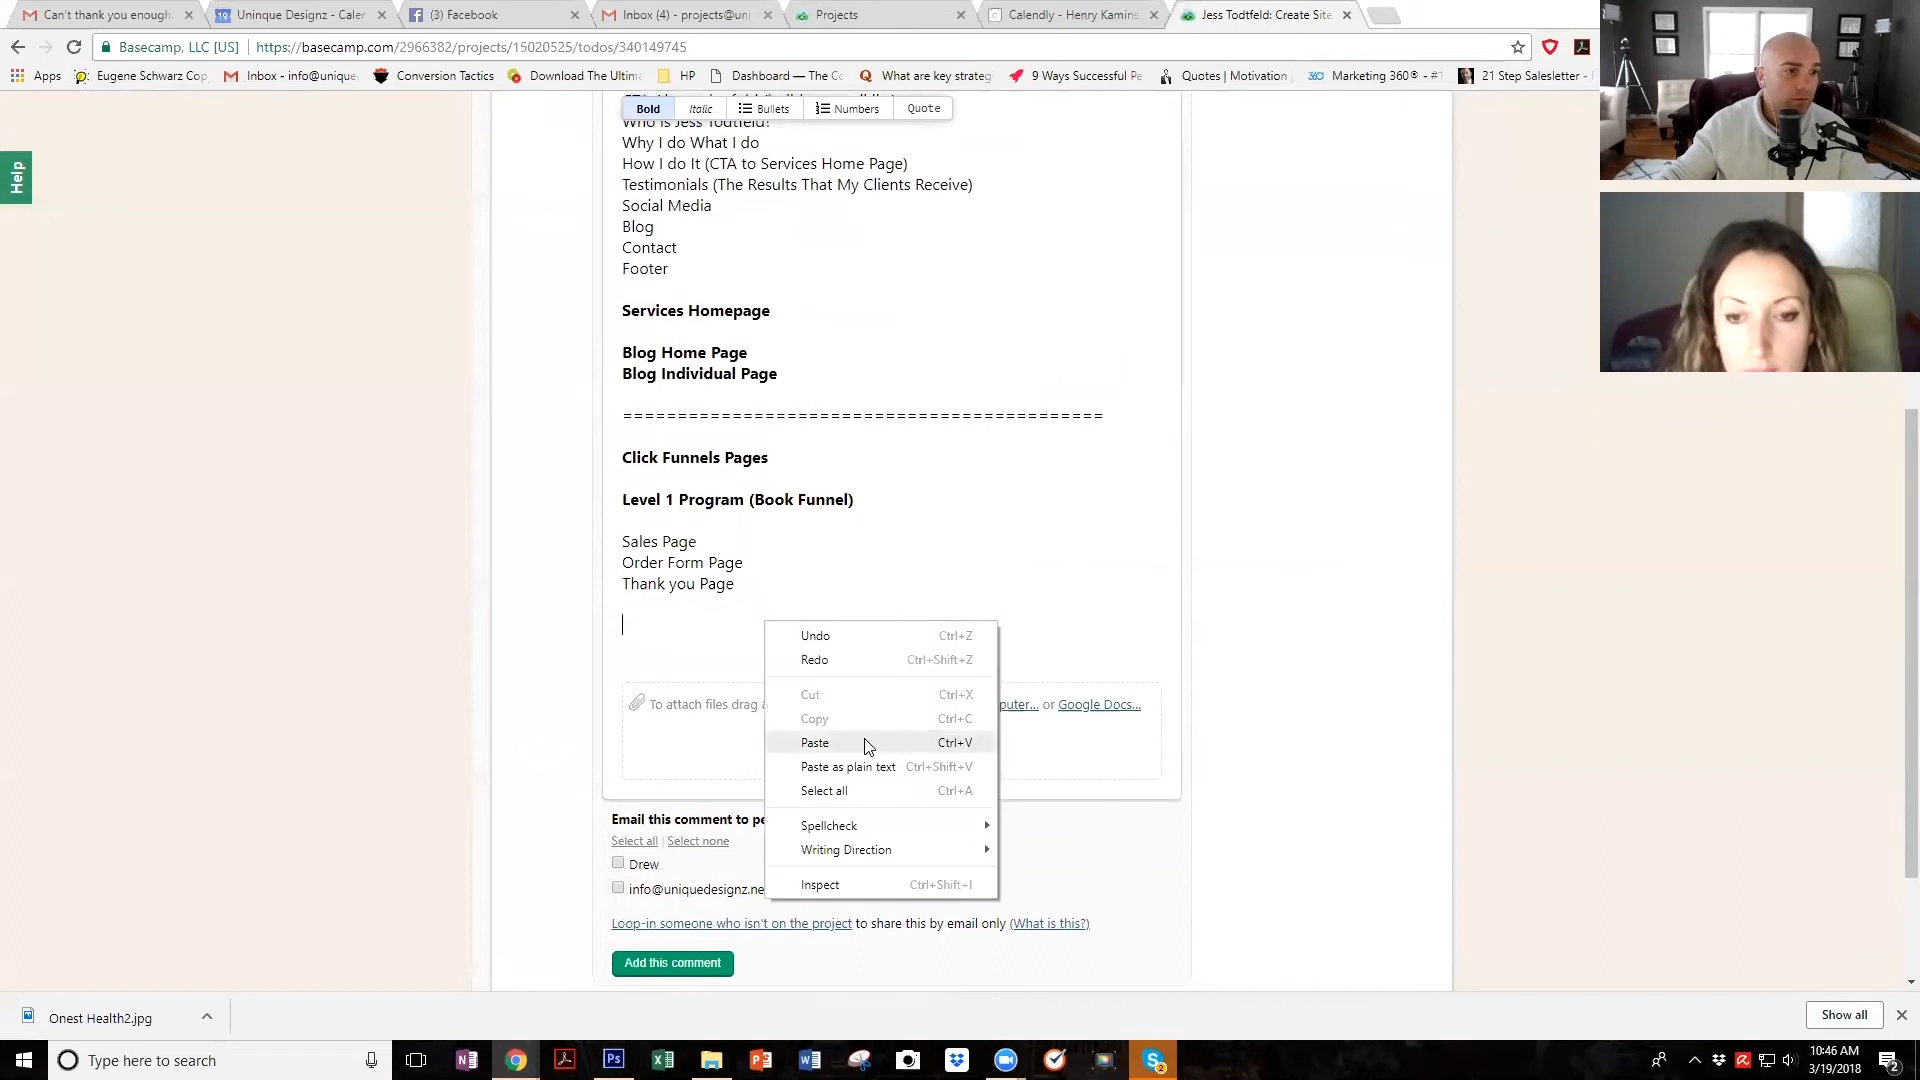 Can't thank you enough.
Uninque Designz - Caler
(3) Facebook
Inbox (4) - projects@uni
Projects
Calendly - Henry Kamins
Jess Todtfeld: Create Site
Basecamp, LLC [US]
https://basecamp.com/2966382/projects/15020525/todos/340149745
Apps
Eugene Schwarz Cop
Inbox - info@unique
Conversion Tactics
Download The Ultim
HP
Dashboard — The Co
What are key strateg
9 Ways Successful Pe
Quotes | Motivation
Marketing 360® - #1
21 Step Salesletter -
Help
Bold
Italic
Bullets
Numbers
Quote
Who is Jess Todtfeld?
Why I do What I do
How I do It (CTA to Services Home Page)
Testimonials (The Results That My Clients Receive)
Social Media
Blog
Contact
Footer
Services Homepage
Blog Home Page
Blog Individual Page
============================================
Click Funnels Pages
Level 1 Program (Book Funnel)
Sales Page
Order Form Page
Thank you Page
Undo Ctrl+Z
Redo Ctrl+Shift+Z
Cut Ctrl+X
Copy Ctrl+C
Paste Ctrl+V
Paste as plain text Ctrl+Shift+V
Select all Ctrl+A
Spellcheck
Writing Direction
Inspect Ctrl+Shift+I
To attach files drag & puter... or Google Docs...
Email this comment to pe
Select all | Select none
Drew
info@uniquedesignz.ne
Loop-in someone who isn't on the project to share this by email only (What is this?)
Add this comment
Onest Health2.jpg
Show all
Type here to search
10:46 AM
3/19/2018